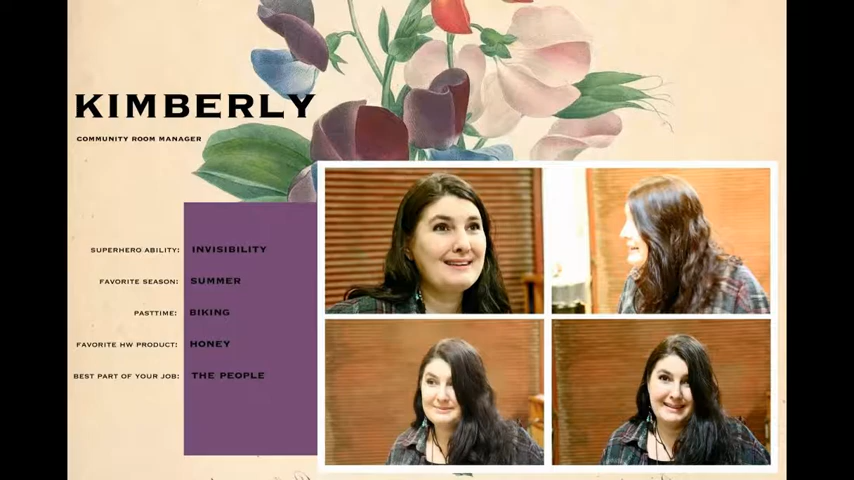 KIMBERLY
COMMUNITY ROOM MANAGER
SUPERHERO ABILITY: INVISIBILITY
FAVORITE SEASON: SUMMER
PASTTIME: BIKING
FAVORITE HW PRODUCT: HONEY
BEST PART OF YOUR JOB: THE PEOPLE